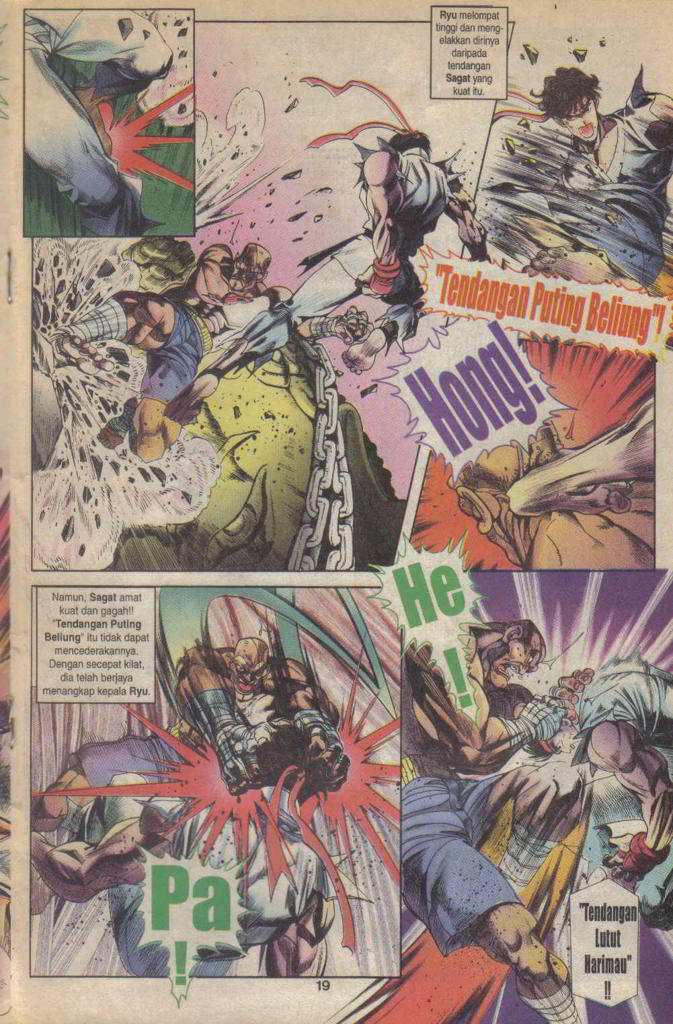 Ryu melompat
tinggi dan meng-
elakkan dirinya
daripada
tendangan
Sagat yang
kuat itu.
"Tendangan Puting Beliung"!
Hong!
Namun, Sagat amat
kuat dan gagah!!
"Tendangan Puting
Beliung" itu tidak dapat
mencederakannya.
Dengan secepat kilat,
dia telah berjaya
menangkap kepala Ryu.
He
!
Pa
!
"Tendangan
Lutut
Harimau"
!!
19